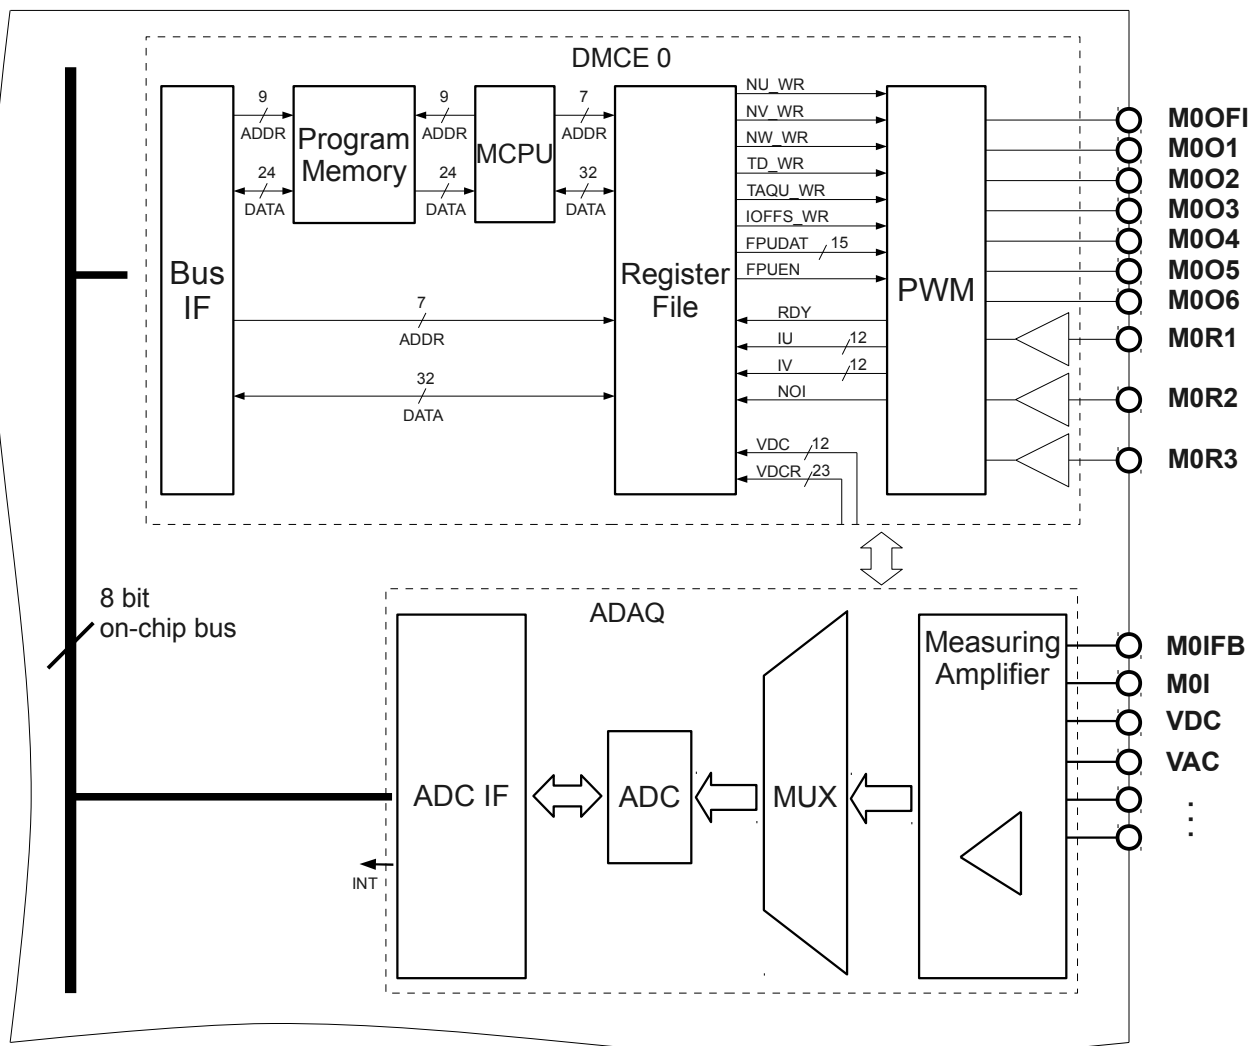 DMCE 0
9
ADDR
24
DATA
Program
Memory
9
ADDR
24
DATA
MCPU
7
ADDR
32
DATA
Bus
IF
7
ADDR
32
DATA
Register
File
NU_WR
NV_WR
NW_WR
TD_WR
TAQU_WR
IOFFS_WR
FPUDAT 15
FPUEN
RDY
IU 12
IV 12
NOI
VDC 12
VDCR 23
PWM
M0OFI
M0O1
M0O2
M0O3
M0O4
M0O5
M0O6
M0R1
M0R2
M0R3
8 bit
on-chip bus
ADAQ
ADC IF
INT
ADC
MUX
Measuring
Amplifier
M0IFB
M0I
VDC
VAC